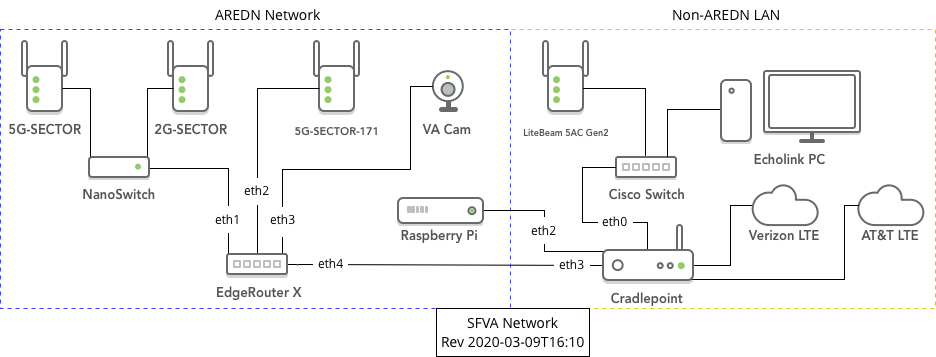 AREDN Network
Non-AREDN LAN
5G-SECTOR
2G-SECTOR
5G-SECTOR-171
VA Cam
LiteBeam 5AC Gen2
Echolink PC
NanoSwitch
Cisco Switch
eth2
eth1
eth3
Raspberry Pi
eth2
eth0
Verizon LTE
AT&T LTE
eth4
eth3
EdgeRouter X
Cradlepoint
SFVA Network
Rev 2020-03-09T16:10